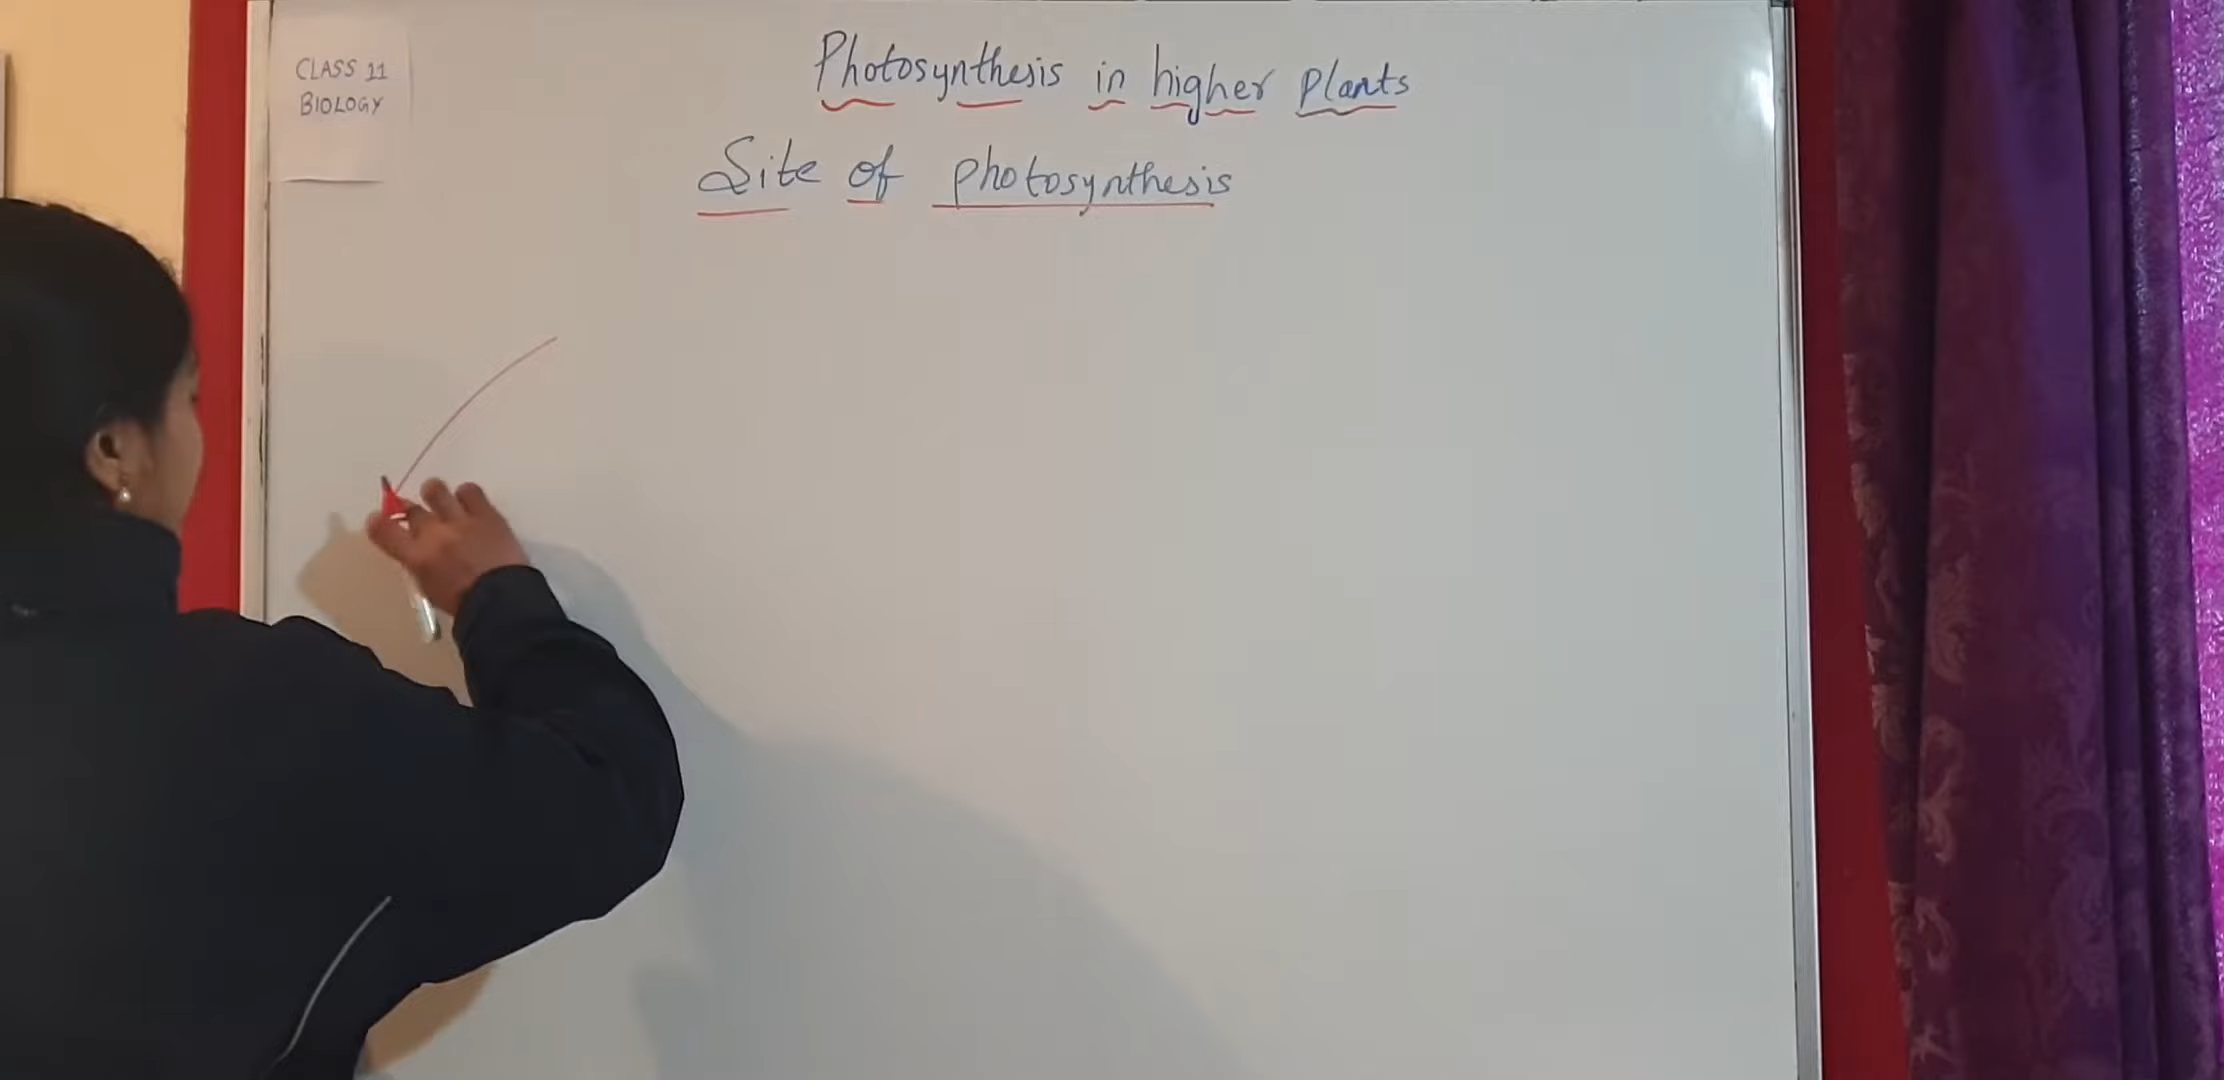 CLASS 11
BIOLOGY
Photosynthesis in higher plants
Site of photosynthesis